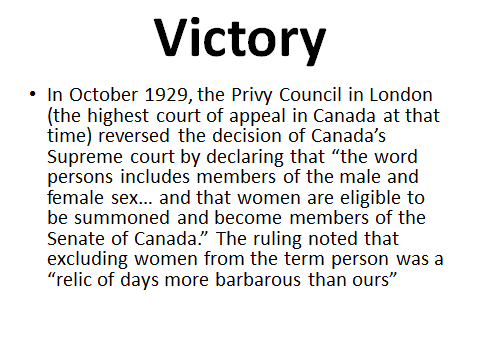 Victory
• In October 1929, the Privy Council in London
(the highest court of appeal in Canada at that
time) reversed the decision of Canada’s
Supreme court by declaring that “the word
persons includes members of the male and
female sex… and that women are eligible to
be summoned and become members of the
Senate of Canada.” The ruling noted that
excluding women from the term person was a
“relic of days more barbarous than ours”